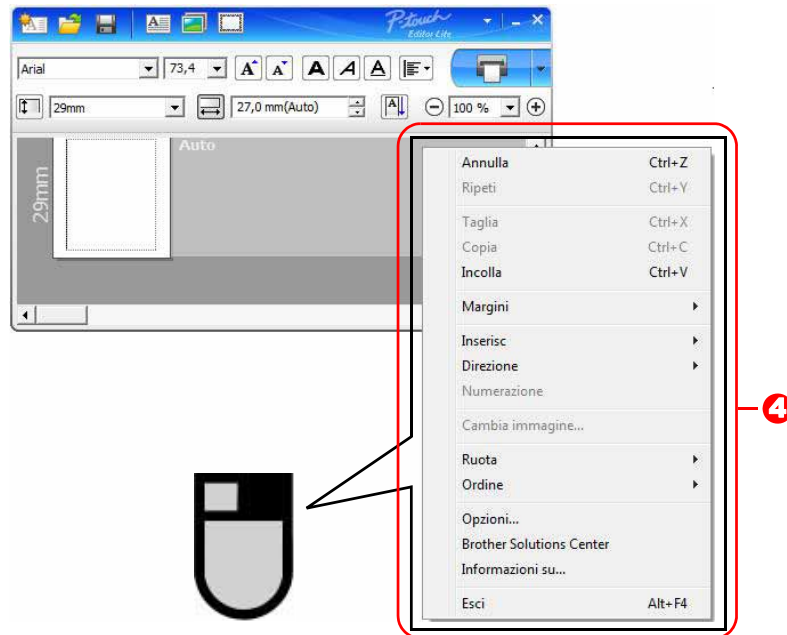 P-touch
Editor Lite
Arial 73,4 A A A A A
29mm 27,0 mm(Auto) A 100 %
Auto
29mm
Annulla Ctrl+Z
Ripeti Ctrl+Y
Taglia Ctrl+X
Copia Ctrl+C
Incolla Ctrl+V
Margini
Inserisc
Direzione
Numerazione
Cambia immagine...
Ruota
Ordine
Opzioni...
Brother Solutions Center
Informazioni su...
Esci Alt+F4
4